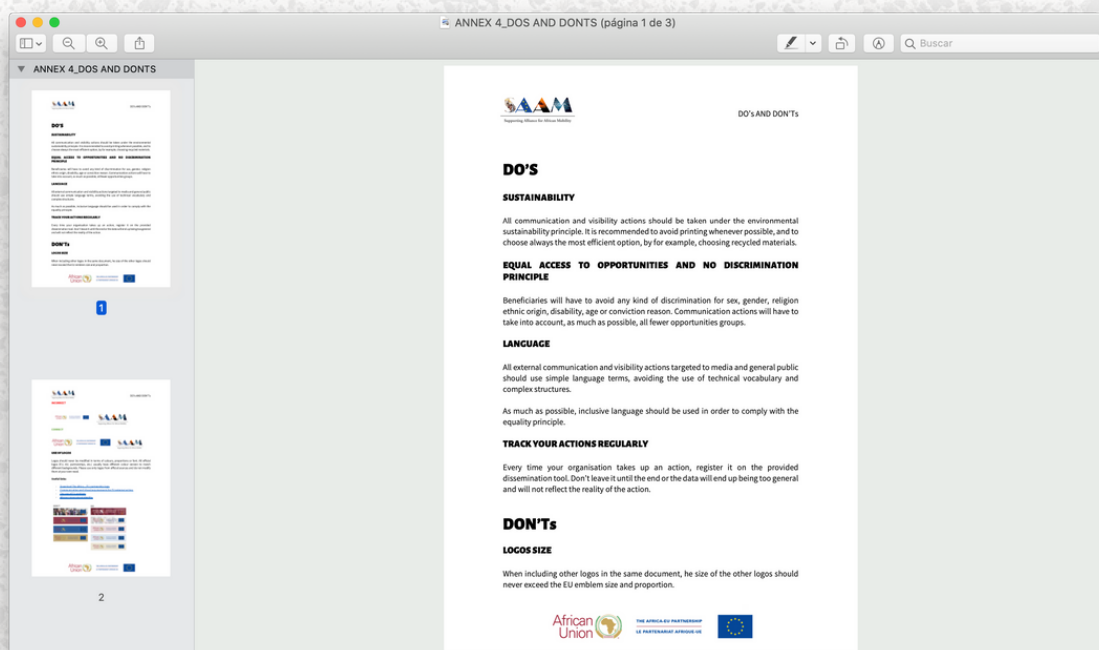 ANNEX 4_DOS AND DONTS (página 1 de 3)
Buscar
ANNEX 4_DOS AND DONTS
1
2
SAAM
Supporting Alliance for African Mobility
DO's AND DON'Ts
DO'S
SUSTAINABILITY
All communication and visibility actions should be taken under the environmental
sustainability principle. It is recommended to avoid printing whenever possible, and to
choose always the most efficient option, by for example, choosing recycled materials.
EQUAL ACCESS TO OPPORTUNITIES AND NO DISCRIMINATION
PRINCIPLE
Beneficiaries will have to avoid any kind of discrimination for sex, gender, religion
ethnic origin, disability, age or conviction reason. Communication actions will have to
take into account, as much as possible, all fewer opportunities groups.
LANGUAGE
All external communication and visibility actions targeted to media and general public
should use simple language terms, avoiding the use of technical vocabulary and
complex structures.
As much as possible, inclusive language should be used in order to comply with the
equality principle.
TRACK YOUR ACTIONS REGULARLY
Every time your organisation takes up an action, register it on the provided
dissemination tool. Don't leave it until the end or the data will end up being too general
and will not reflect the reality of the action.
DON'Ts
LOGOS SIZE
When including other logos in the same document, he size of the other logos should
never exceed the EU emblem size and proportion.
African
Union
THE AFRICA-EU PARTNERSHIP
LE PARTENARIAT AFRIQUE-UE